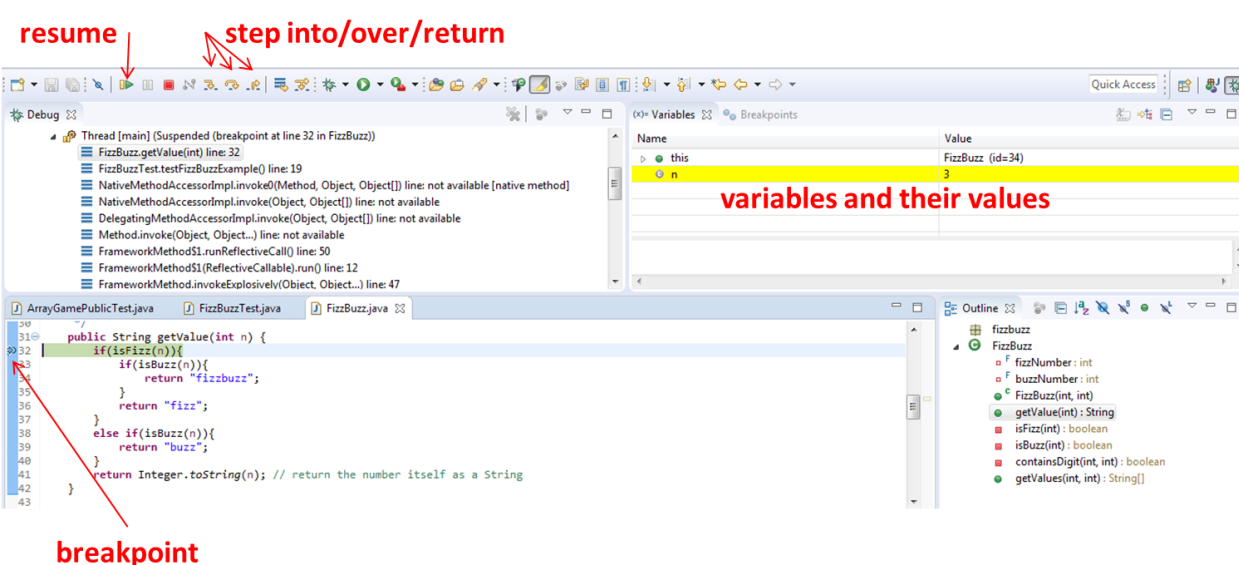 resume
step into/over/return
Quick Access
Debug
Thread [main] (Suspended (breakpoint at line 32 in FizzBuzz))
FizzBuzz.getValue(int) line: 32
FizzBuzzTest.testFizzBuzzExample() line: 19
NativeMethodAccessorImpl.invoke0(Method, Object, Object[]) line: not available [native method]
NativeMethodAccessorImpl.invoke(Object, Object[]) line: not available
DelegatingMethodAccessorImpl.invoke(Object, Object[]) line: not available
Method.invoke(Object, Object...) line: not available
FrameworkMethod$1.runReflectiveCall() line: 50
FrameworkMethod$1(ReflectiveCallable).run() line: 12
FrameworkMethod.invokeExplosively(Object, Object...) line: 47
(x)= Variables Breakpoints
Name Value
this FizzBuzz (id=34)
n 3
variables and their values
ArrayGamePublicTest.java FizzBuzzTest.java FizzBuzz.java
30 */
31 public String getValue(int n) {
32 if(isFizz(n)){
33 if(isBuzz(n)){
34 return "fizzbuzz";
35 }
36 return "fizz";
37 }
38 else if(isBuzz(n)){
39 return "buzz";
40 }
41 return Integer.toString(n); // return the number itself as a String
42 }
43
Outline
fizzbuzz
FizzBuzz
fizzNumber : int
buzzNumber : int
FizzBuzz(int, int)
getValue(int) : String
isFizz(int) : boolean
isBuzz(int) : boolean
containsDigit(int, int) : boolean
getValues(int, int) : String[]
breakpoint